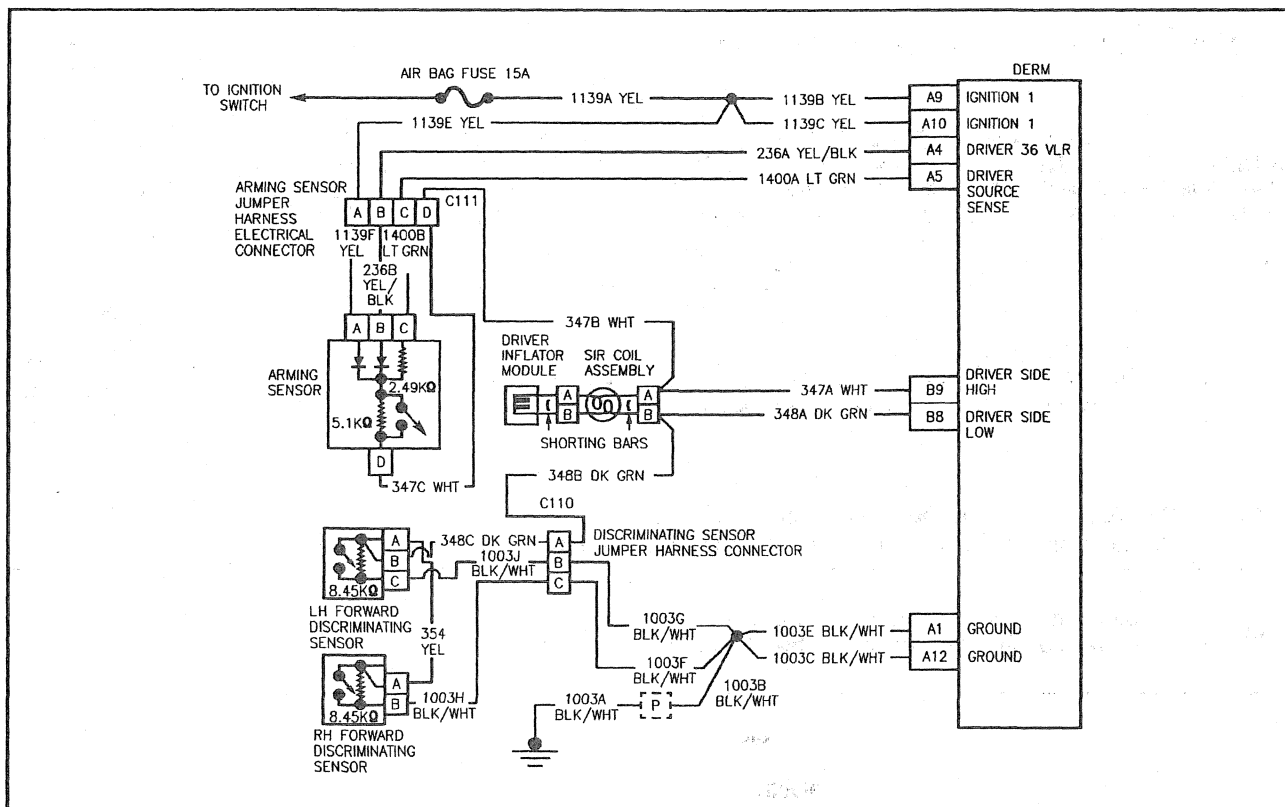 DERM
AIR BAG FUSE 15A
TO IGNITION
SWITCH
1139A YEL
1139B YEL
A9
IGNITION 1
1139E YEL
1139C YEL
A10
IGNITION 1
236A YEL/BLK
A4
DRIVER 36 VLR
1400A LT GRN
A5
DRIVER
SOURCE
SENSE
ARMING SENSOR
JUMPER
HARNESS
ELECTRICAL
CONNECTOR
A B C D
C111
1139F
YEL
1400B
LT GRN
236B
YEL/
BLK
A B C
ARMING
SENSOR
2.49KΩ
5.1KΩ
D
347C WHT
347B WHT
DRIVER
INFLATOR
MODULE
SIR COIL
ASSEMBLY
A
B
A
B
SHORTING BARS
347A WHT
B9
DRIVER SIDE
HIGH
348A DK GRN
B8
DRIVER SIDE
LOW
348B DK GRN
C110
DISCRIMINATING SENSOR
JUMPER HARNESS CONNECTOR
A
B
C
348C DK GRN
1003J
BLK/WHT
A
B
C
8.45KΩ
LH FORWARD
DISCRIMINATING
SENSOR
354
YEL
A
B
8.45KΩ
1003H
BLK/WHT
RH FORWARD
DISCRIMINATING
SENSOR
1003G
BLK/WHT
1003F
BLK/WHT
1003E BLK/WHT
A1
GROUND
1003C BLK/WHT
A12
GROUND
1003B
BLK/WHT
1003A
BLK/WHT
P